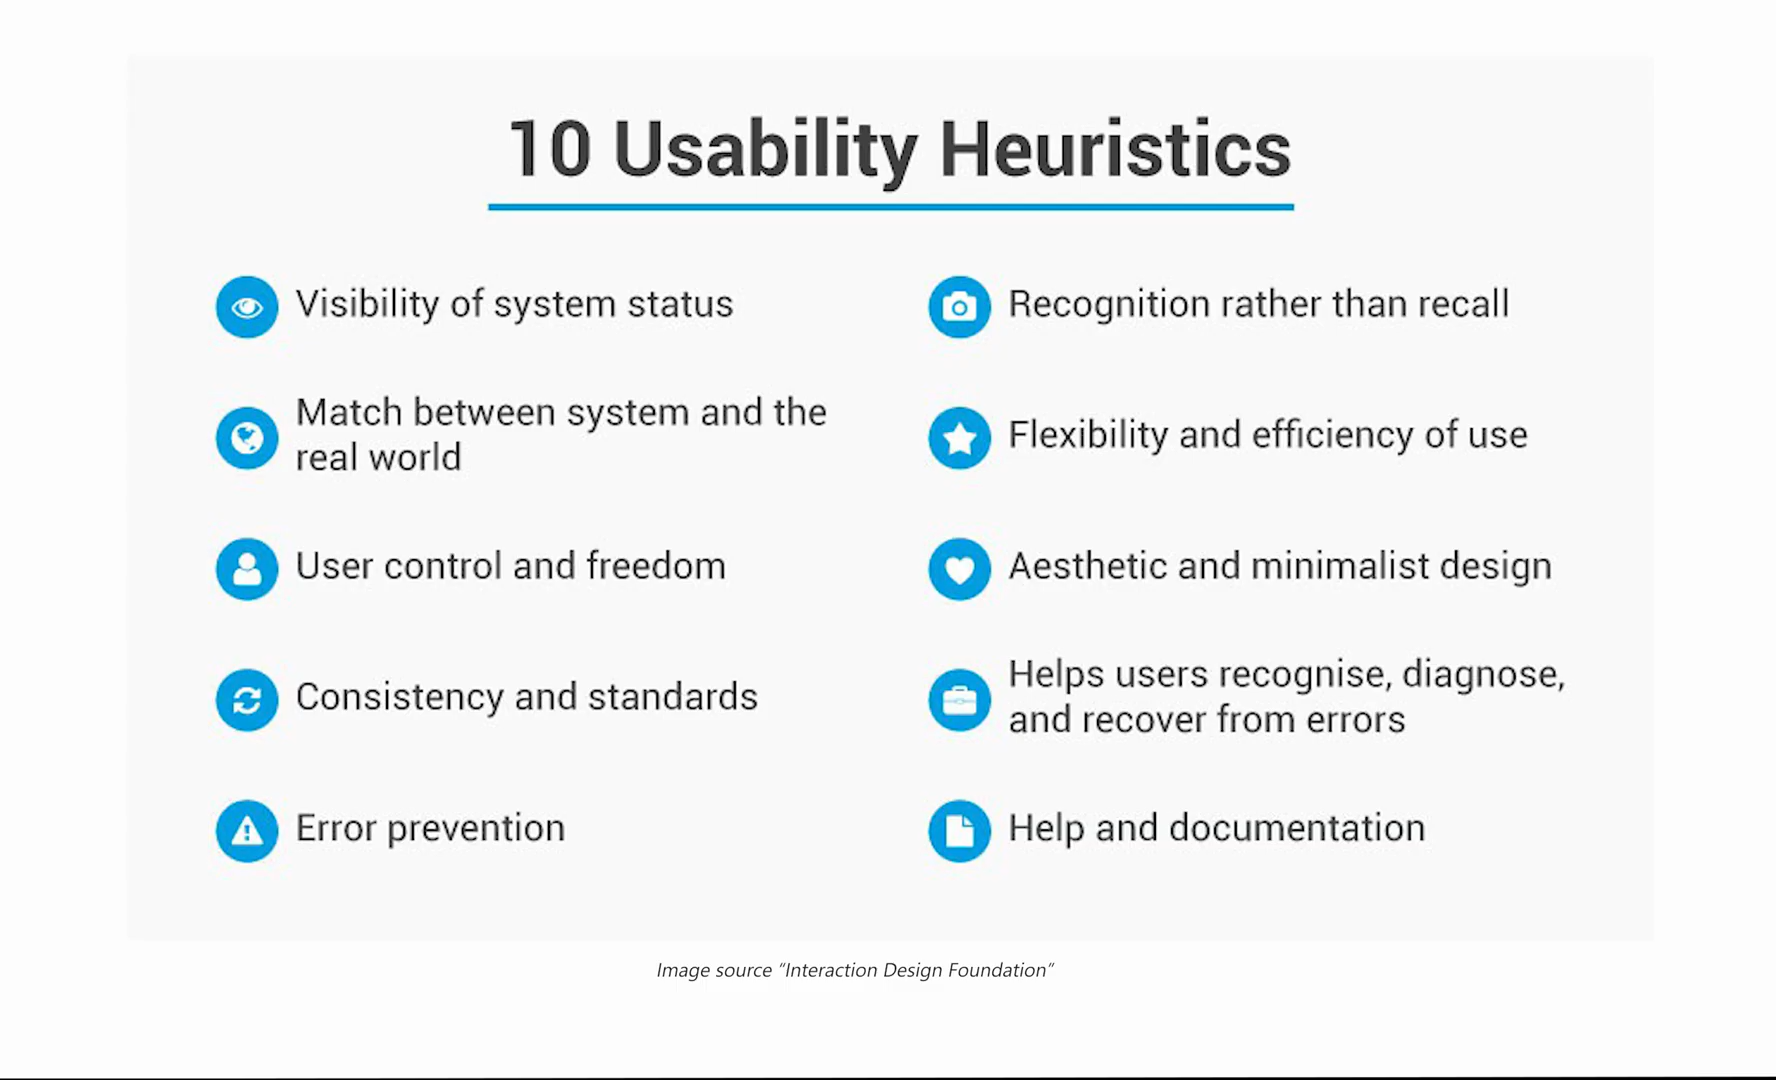 10 Usability Heuristics
Visibility of system status
Match between system and the
real world
User control and freedom
Consistency and standards
Error prevention
Recognition rather than recall
Flexibility and efficiency of use
Aesthetic and minimalist design
Helps users recognise, diagnose,
and recover from errors
Help and documentation
Image source “Interaction Design Foundation”